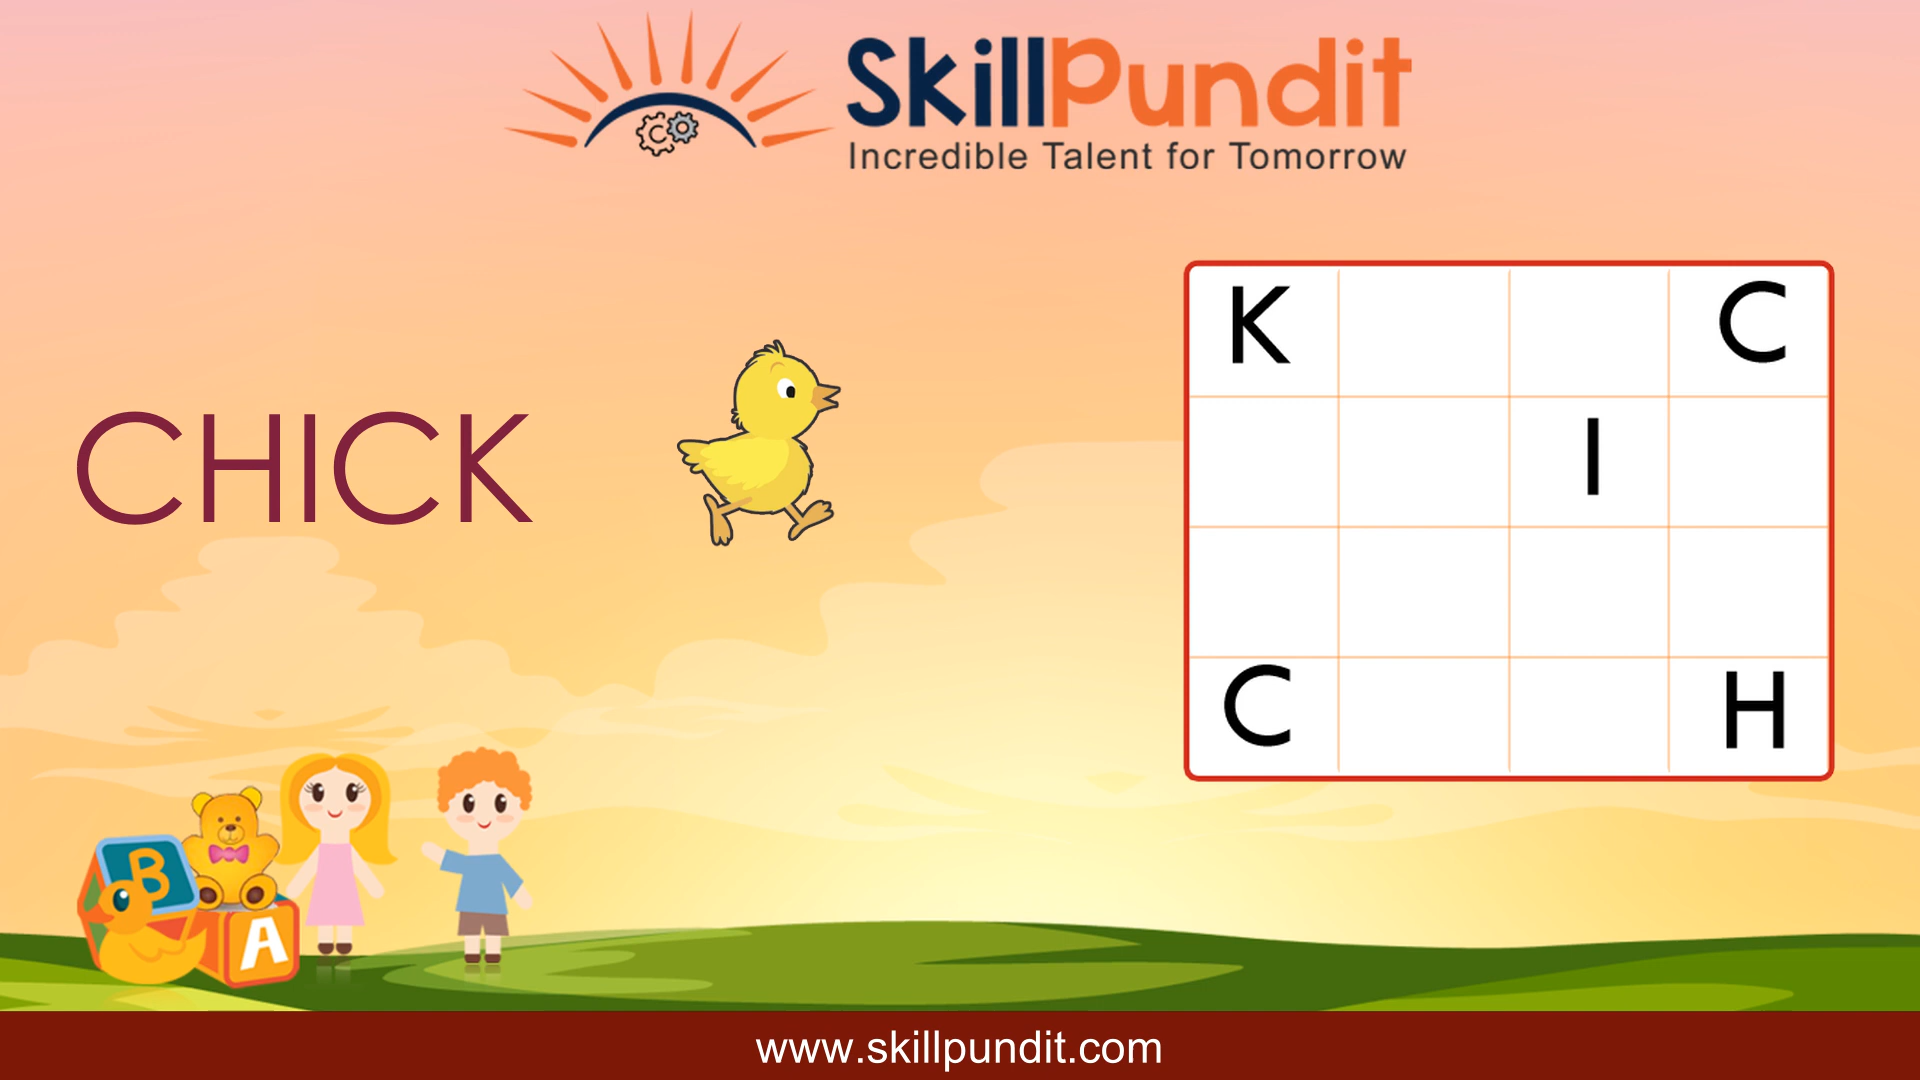 SkillPundit
Incredible Talent for Tomorrow
CHICK
K C
I
C H
B
A
www.skillpundit.com